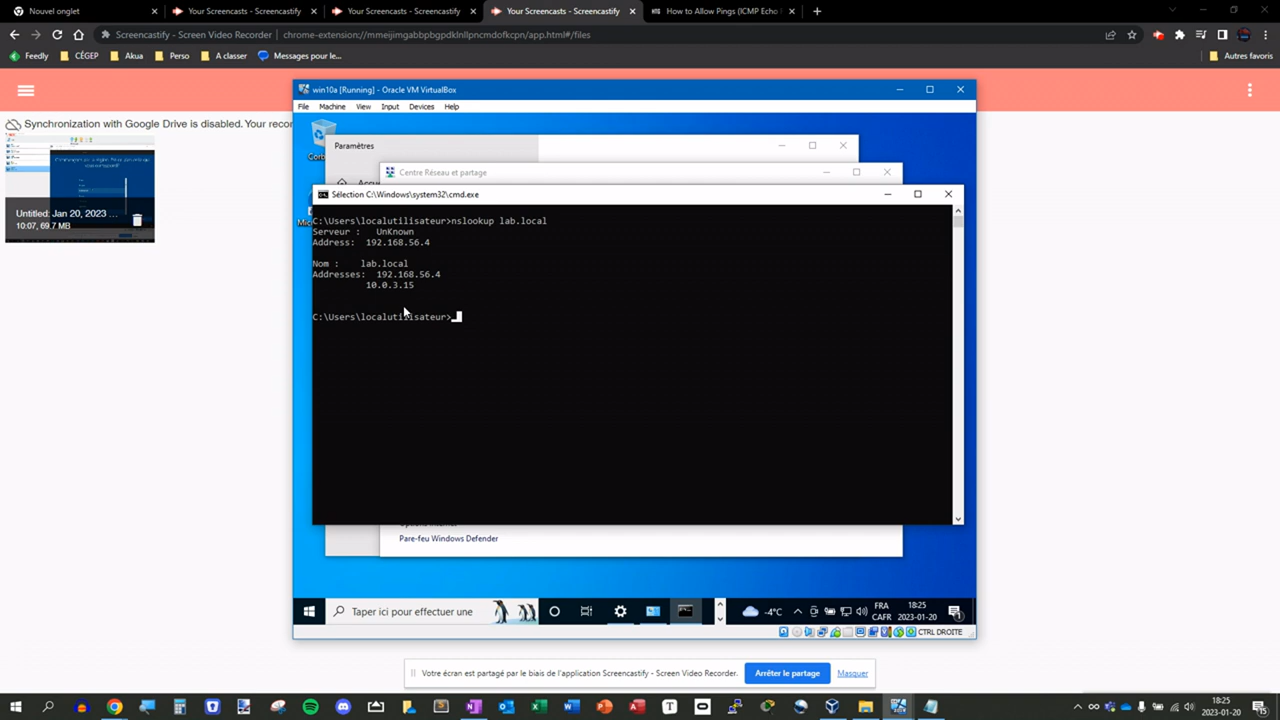 Nouvel onglet
Your Screencasts - Screencastify
Your Screencasts - Screencastify
Your Screencasts - Screencastify
How to Allow Pings (ICMP Echo
Screencastify - Screen Video Recorder
chrome-extension://mmeijimgabbpbgpdklnllpncmdofkcpn/app.html#/files
Feedly
CÉGEP
Akua
Perso
A classer
Messages pour le...
Autres favoris
win10a [Running] - Oracle VM VirtualBox
File Machine View Input Devices Help
Synchronization with Google Drive is disabled. Your recor
Untitled: Jan 20, 2023 ...
10:07, 69.7 MB
Paramètres
Centre Réseau et partage
Sélection C:\Windows\system32\cmd.exe
C:\Users\localutilisateur>nslookup lab.local
Serveur : UnKnown
Address: 192.168.56.4
Nom : lab.local
Addresses: 192.168.56.4
10.0.3.15
C:\Users\localutilisateur>
Pare-feu Windows Defender
Taper ici pour effectuer une
-4°C
FRA
CAFR
18:25
2023-01-20
1
CTRL DROITE
Votre écran est partagé par le biais de l'application Screencastify - Screen Video Recorder.
Arrêter le partage
Masquer
18:25
2023-01-20
15